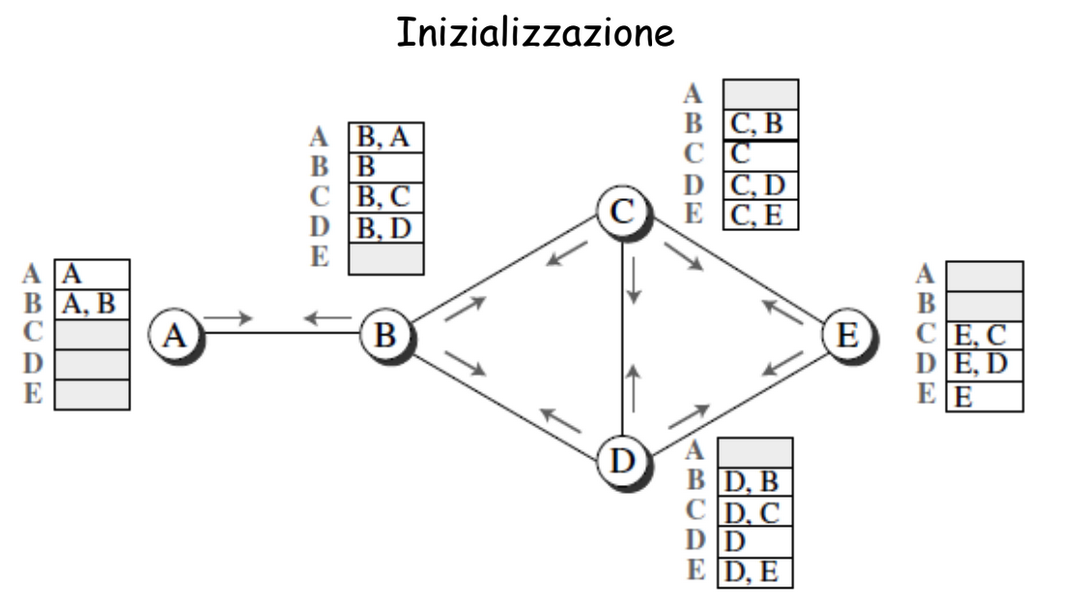 Inizializzazione
A
B C, B
C C
D C, D
E C, E
A B, A
B B
C B, C
D B, D
E
A A
B A, B
C
D
E
A
B
C
D
E
A
B
C E, C
D E, D
E E
A
B D, B
C D, C
D D
E D, E